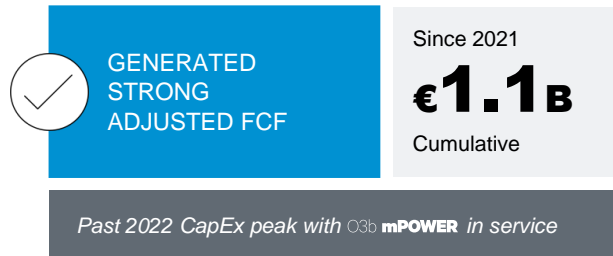 GENERATED
STRONG
ADJUSTED FCF
Since 2021
€1.1B
Cumulative
Past 2022 CapEx peak with O3b mPOWER in service